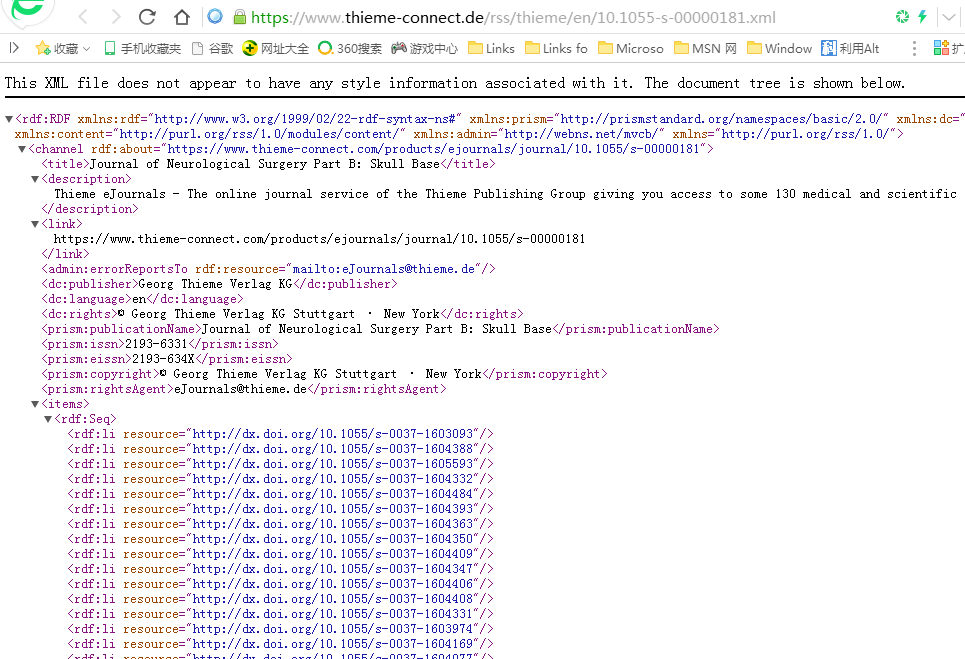 https://www.thieme-connect.de/rss/thieme/en/10.1055-s-00000181.xml
收藏 手机收藏夹 谷歌 网址大全 360搜索 游戏中心 Links Links fo Microso MSN 网 Window 利用Alt 扩
This XML file does not appear to have any style information associated with it. The document tree is shown below.
▼<rdf:RDF xmlns:rdf="http://www.w3.org/1999/02/22-rdf-syntax-ns#" xmlns:prism="http://prismstandard.org/namespaces/basic/2.0/" xmlns:dc="
xmlns:content="http://purl.org/rss/1.0/modules/content/" xmlns:admin="http://webns.net/mvcb/" xmlns="http://purl.org/rss/1.0/">
▼<channel rdf:about="https://www.thieme-connect.com/products/ejournals/journal/10.1055/s-00000181">
<title>Journal of Neurological Surgery Part B: Skull Base</title>
▼<description>
Thieme eJournals - The online journal service of the Thieme Publishing Group giving you access to some 130 medical and scientific
</description>
▼<link>
https://www.thieme-connect.com/products/ejournals/journal/10.1055/s-00000181
</link>
<admin:errorReportsTo rdf:resource="mailto:eJournals@thieme.de"/>
<dc:publisher>Georg Thieme Verlag KG</dc:publisher>
<dc:language>en</dc:language>
<dc:rights>© Georg Thieme Verlag KG Stuttgart · New York</dc:rights>
<prism:publicationName>Journal of Neurological Surgery Part B: Skull Base</prism:publicationName>
<prism:issn>2193-6331</prism:issn>
<prism:eissn>2193-634X</prism:eissn>
<prism:copyright>© Georg Thieme Verlag KG Stuttgart · New York</prism:copyright>
<prism:rightsAgent>eJournals@thieme.de</prism:rightsAgent>
▼<items>
▼<rdf:Seq>
<rdf:li resource="http://dx.doi.org/10.1055/s-0037-1603093"/>
<rdf:li resource="http://dx.doi.org/10.1055/s-0037-1604388"/>
<rdf:li resource="http://dx.doi.org/10.1055/s-0037-1605593"/>
<rdf:li resource="http://dx.doi.org/10.1055/s-0037-1604332"/>
<rdf:li resource="http://dx.doi.org/10.1055/s-0037-1604484"/>
<rdf:li resource="http://dx.doi.org/10.1055/s-0037-1604393"/>
<rdf:li resource="http://dx.doi.org/10.1055/s-0037-1604363"/>
<rdf:li resource="http://dx.doi.org/10.1055/s-0037-1604350"/>
<rdf:li resource="http://dx.doi.org/10.1055/s-0037-1604409"/>
<rdf:li resource="http://dx.doi.org/10.1055/s-0037-1604347"/>
<rdf:li resource="http://dx.doi.org/10.1055/s-0037-1604406"/>
<rdf:li resource="http://dx.doi.org/10.1055/s-0037-1604408"/>
<rdf:li resource="http://dx.doi.org/10.1055/s-0037-1604331"/>
<rdf:li resource="http://dx.doi.org/10.1055/s-0037-1603974"/>
<rdf:li resource="http://dx.doi.org/10.1055/s-0037-1604169"/>
<rdf:li resource="http://dx.doi.org/10.1055/s-0037-1604077"/>